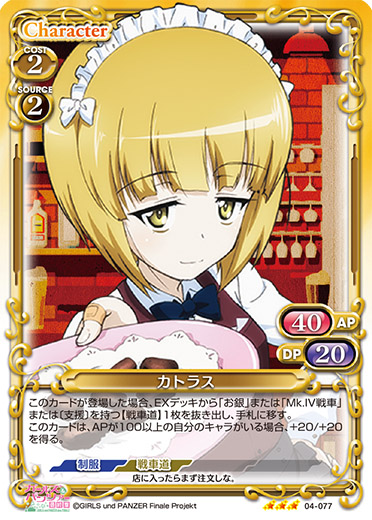 Character
COST
2
SOURCE
2
40 AP
DP 20
カトラス
このカードが登場した場合、EXデッキから「お銀」または「Mk.IV戦車」
または【支援】を持つ【戦車道】1枚を抜き出し、手札に移す。
このカードは、APが100以上の自分のキャラがいる場合、+20/+20
を得る。
制服 戦車道
店に入ったらまず注文しな。
©GIRLS und PANZER Finale Projekt
04-077